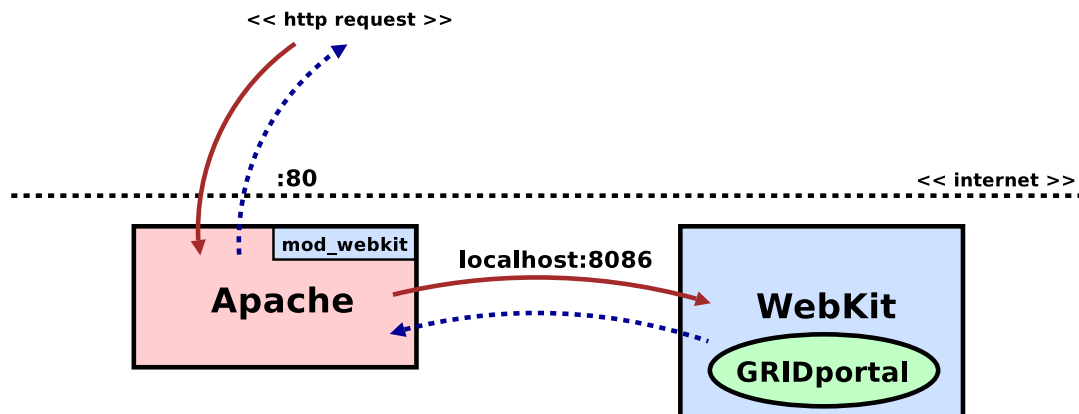 << http request >>
:80
<< internet >>
mod_webkit
localhost:8086
Apache
WebKit
GRIDportal